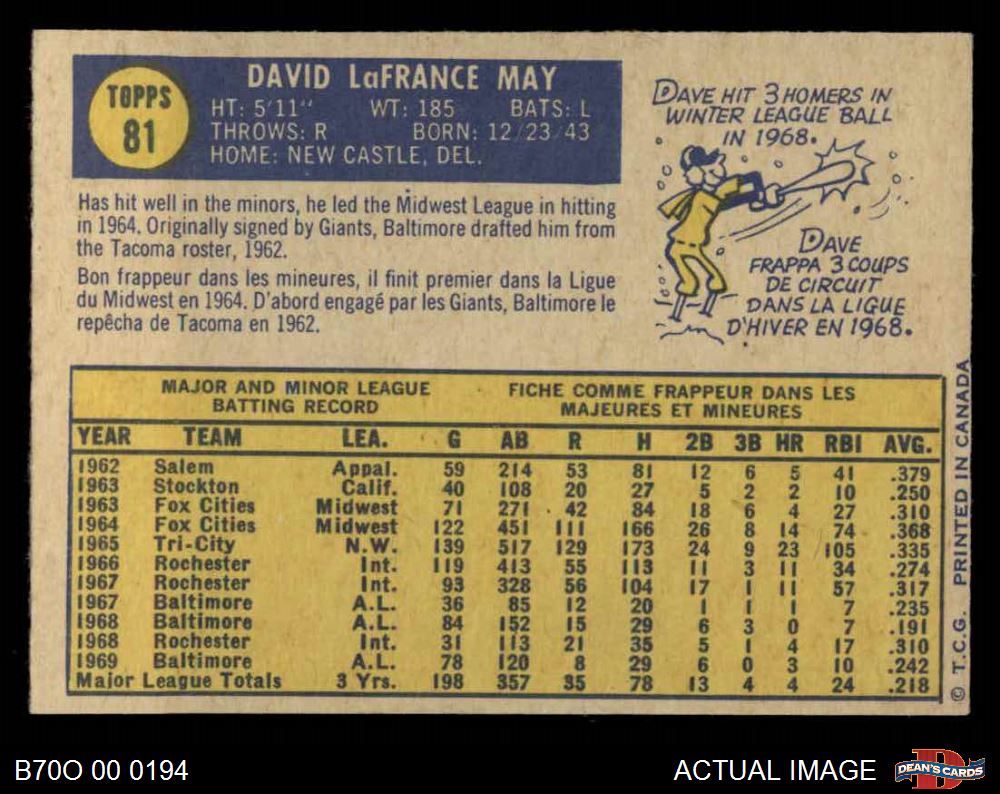 TOPPS
81
DAVID LaFRANCE MAY
HT: 5'11" WT: 185 BATS: L
THROWS: R BORN: 12/23/43
HOME: NEW CASTLE, DEL.
Has hit well in the minors, he led the Midwest League in hitting
in 1964. Originally signed by Giants, Baltimore drafted him from
the Tacoma roster, 1962.
Bon frappeur dans les mineures, il finit premier dans la Ligue
du Midwest en 1964. D'abord engagé par les Giants, Baltimore le
repêcha de Tacoma en 1962.
DAVE HIT 3 HOMERS IN
WINTER LEAGUE BALL
IN 1968.
DAVE
FRAPPA 3 COUPS
DE CIRCUIT
DANS LA LIGUE
D'HIVER EN 1968.
MAJOR AND MINOR LEAGUE
BATTING RECORD
FICHE COMME FRAPPEUR DANS LES
MAJEURES ET MINEURES
YEAR TEAM LEA. G AB R H 2B 3B HR RBI AVG.
1962 Salem Appal. 59 214 53 81 12 6 5 41 .379
1963 Stockton Calif. 40 108 20 27 5 2 2 10 .250
1963 Fox Cities Midwest 71 271 42 84 18 6 4 27 .310
1964 Fox Cities Midwest 122 451 111 166 26 8 14 74 .368
1965 Tri-City N.W. 139 517 129 173 24 9 23 105 .335
1966 Rochester Int. 119 413 55 113 11 3 11 34 .274
1967 Rochester Int. 93 328 56 104 17 1 11 57 .317
1967 Baltimore A.L. 36 85 12 20 1 1 1 7 .235
1968 Baltimore A.L. 84 152 15 29 6 3 0 7 .191
1968 Rochester Int. 31 113 21 35 5 1 4 17 .310
1969 Baltimore A.L. 78 120 8 29 6 0 3 10 .242
Major League Totals 3 Yrs. 198 357 35 78 13 4 4 24 .218
© T.C.G. PRINTED IN CANADA
B70O 00 0194
ACTUAL IMAGE
DEAN'S CARDS